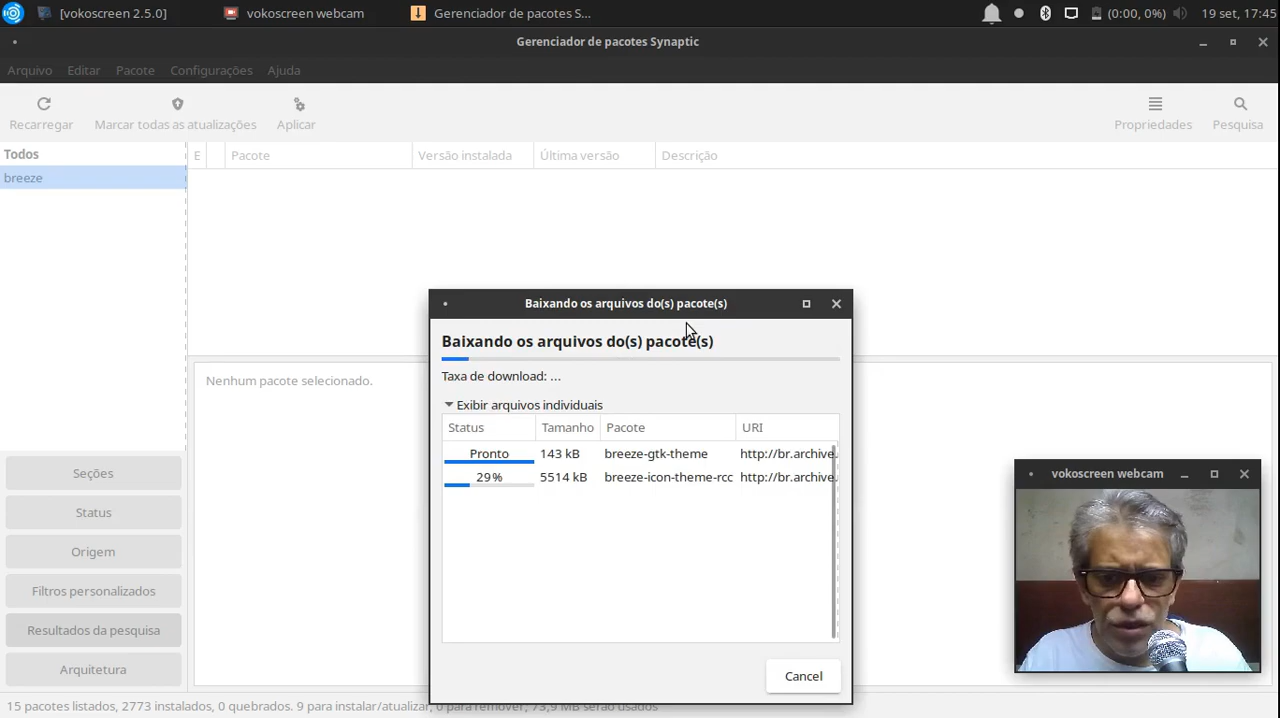 [vokoscreen 2.5.0]
vokoscreen webcam
Gerenciador de pacotes S...
(0:00, 0%)
19 set, 17:45
Gerenciador de pacotes Synaptic
Arquivo Editar Pacote Configurações Ajuda
Recarregar
Marcar todas as atualizações
Aplicar
Propriedades
Pesquisa
Todos
breeze
E Pacote Versão instalada Última versão Descrição
Nenhum pacote selecionado.
Baixando os arquivos do(s) pacote(s)
Baixando os arquivos do(s) pacote(s)
Taxa de download: ...
Exibir arquivos individuais
Status Tamanho Pacote URI
Pronto 143 kB breeze-gtk-theme http://br.archive.
29% 5514 kB breeze-icon-theme-rcc http://br.archive.
Cancel
vokoscreen webcam
Seções
Status
Origem
Filtros personalizados
Resultados da pesquisa
Arquitetura
15 pacotes listados, 2773 instalados, 0 quebrados. 9 para instalar/atualizar, 0 para remover; 73,9 MB serão usados